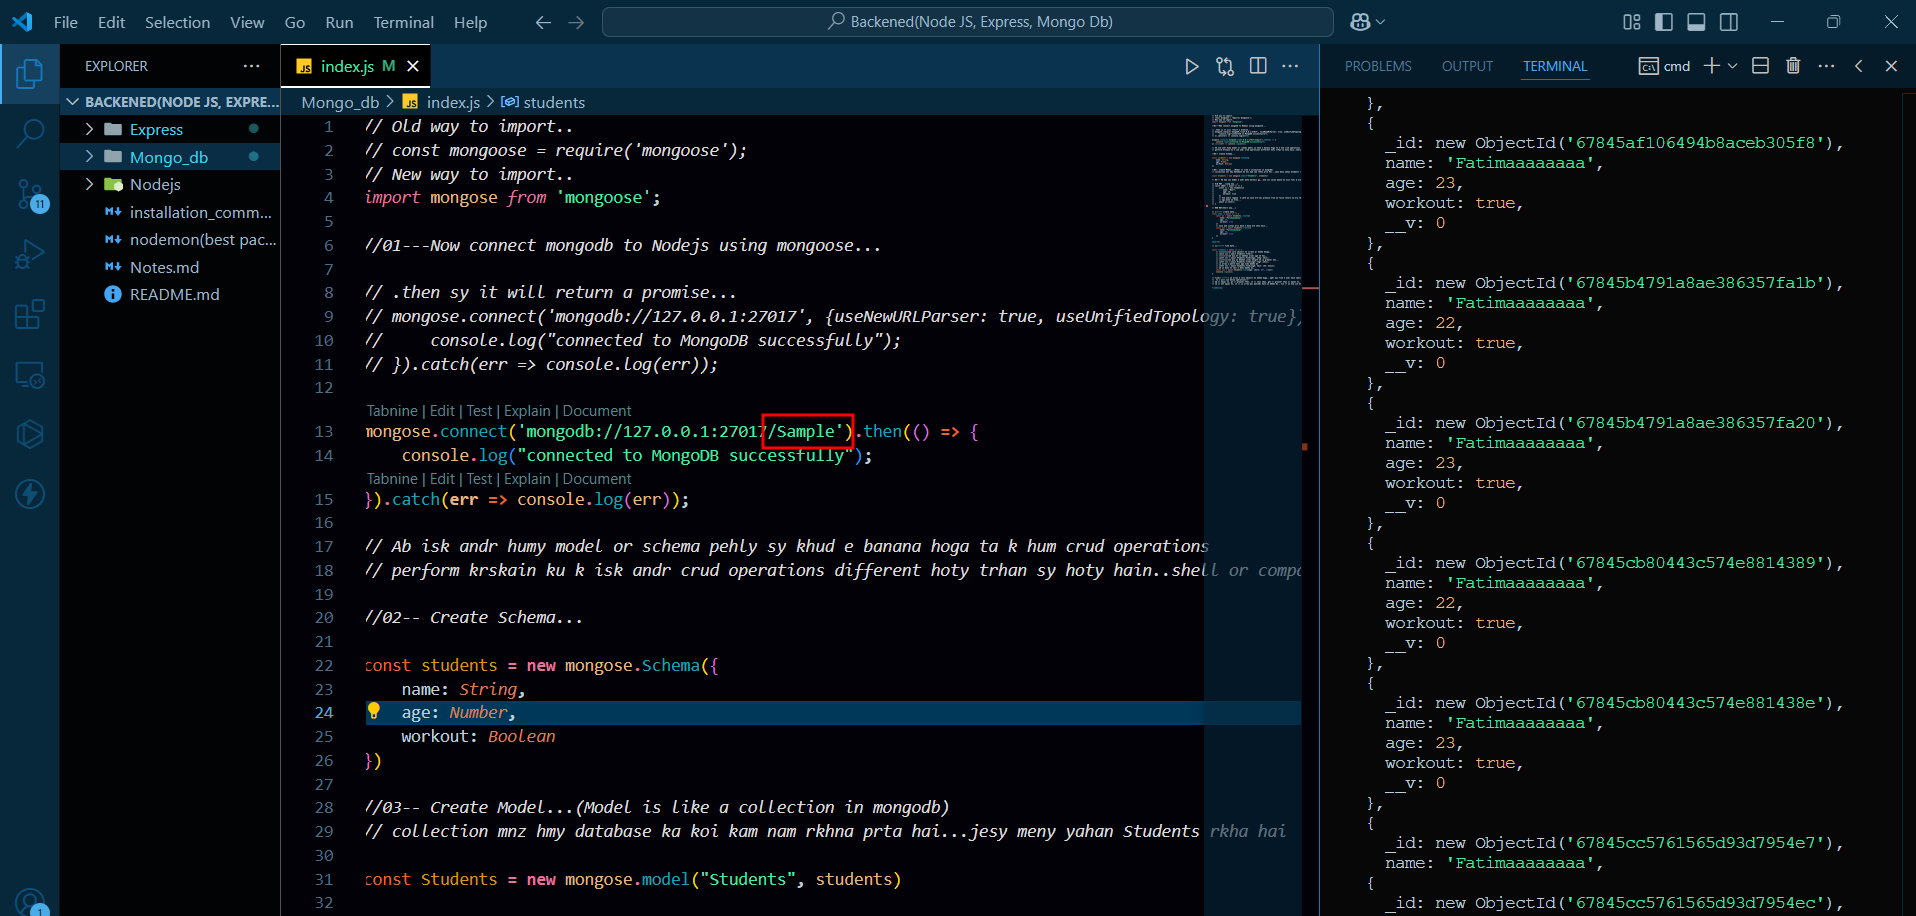 File Edit Selection View Go Run Terminal Help
Backened(Node JS, Express, Mongo Db)
EXPLORER
BACKENED(NODE JS, EXPRE...
Express
Mongo_db
Nodejs
installation_comm...
nodemon(best pac...
Notes.md
README.md
11
1
JS index.js M
Mongo_db > JS index.js > students
1 // Old way to import..
2 // const mongoose = require('mongoose');
3 // New way to import..
4 import mongose from 'mongoose';
5
6 //01---Now connect mongodb to Nodejs using mongoose...
7
8 // .then sy it will return a promise...
9 // mongose.connect('mongodb://127.0.0.1:27017', {useNewURLParser: true, useUnifiedTopology: true})
10 //     console.log("connected to MongoDB successfully");
11 // }).catch(err => console.log(err));
12
Tabnine | Edit | Test | Explain | Document
13 mongose.connect('mongodb://127.0.0.1:27017/Sample').then(() => {
14     console.log("connected to MongoDB successfully");
Tabnine | Edit | Test | Explain | Document
15 }).catch(err => console.log(err));
16
17 // Ab isk andr humy model or schema pehly sy khud e banana hoga ta k hum crud operations
18 // perform krskain ku k isk andr crud operations different hoty trhan sy hoty hain..shell or compa
19
20 //02-- Create Schema...
21
22 const students = new mongose.Schema({
23     name: String,
24     age: Number,
25     workout: Boolean
26 })
27
28 //03-- Create Model...(Model is like a collection in mongodb)
29 // collection mnz hmy database ka koi kam nam rkhna prta hai...jesy meny yahan Students rkha hai
30
31 const Students = new mongose.model("Students", students)
32
PROBLEMS OUTPUT TERMINAL cmd
},
{
_id: new ObjectId('67845af106494b8aceb305f8'),
name: 'Fatimaaaaaaaa',
age: 23,
workout: true,
__v: 0
},
{
_id: new ObjectId('67845b4791a8ae386357fa1b'),
name: 'Fatimaaaaaaaa',
age: 22,
workout: true,
__v: 0
},
{
_id: new ObjectId('67845b4791a8ae386357fa20'),
name: 'Fatimaaaaaaaa',
age: 23,
workout: true,
__v: 0
},
{
_id: new ObjectId('67845cb80443c574e8814389'),
name: 'Fatimaaaaaaaa',
age: 22,
workout: true,
__v: 0
},
{
_id: new ObjectId('67845cb80443c574e881438e'),
name: 'Fatimaaaaaaaa',
age: 23,
workout: true,
__v: 0
},
{
_id: new ObjectId('67845cc5761565d93d7954e7'),
name: 'Fatimaaaaaaaa',
{
_id: new ObjectId('67845cc5761565d93d7954ec'),